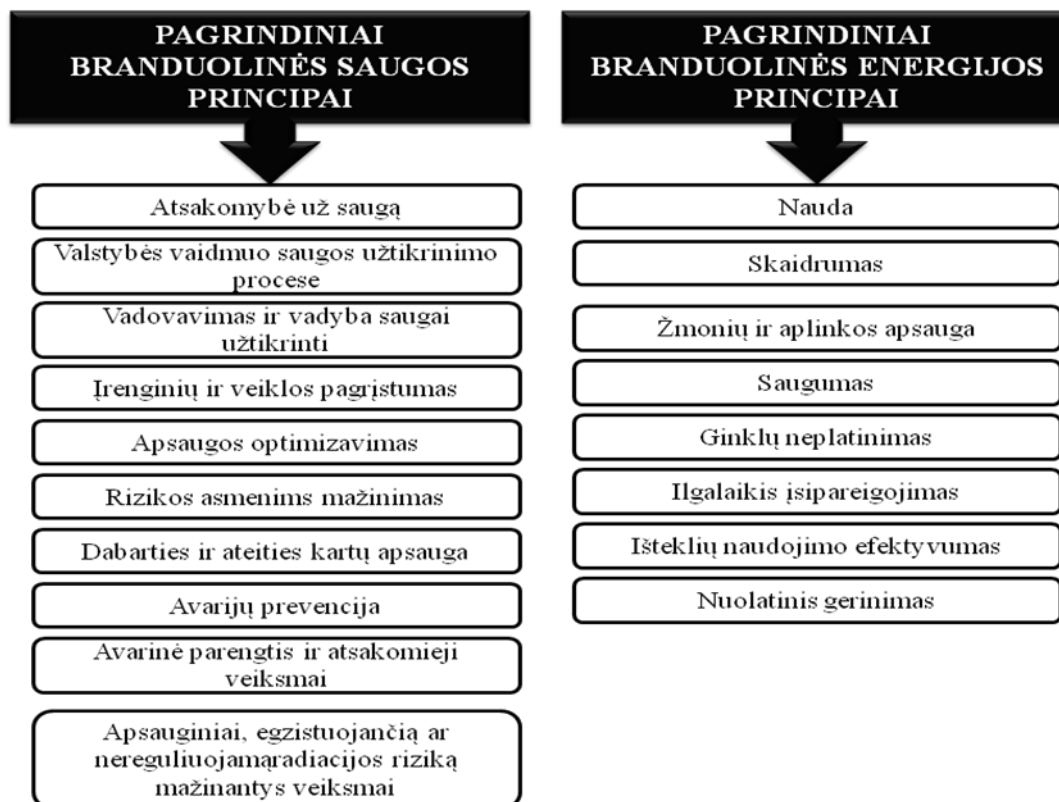 PAGRINDINIAI
BRANDUOLINĖS SAUGOS
PRINCIPAI
Atsakomybė už saugą
Valstybės vaidmuo saugos užtikrinimo
procese
Vadovavimas ir vadyba saugai
užtikrinti
Įrenginių ir veiklos pagrįstumas
Apsaugos optimizavimas
Rizikos asmenims mažinimas
Dabarties ir ateities kartų apsauga
Avarijų prevencija
Avarinė parengtis ir atsakomieji
veiksmai
Apsauginiai, egzistuojančią ar
nereguliuojamąradiacijos riziką
mažinantys veiksmai
PAGRINDINIAI
BRANDUOLINĖS ENERGIJOS
PRINCIPAI
Nauda
Skaidrumas
Žmonių ir aplinkos apsauga
Saugumas
Ginklų neplatinimas
Ilgalaikis įsipareigojimas
Išteklių naudojimo efektyvumas
Nuolatinis gerinimas